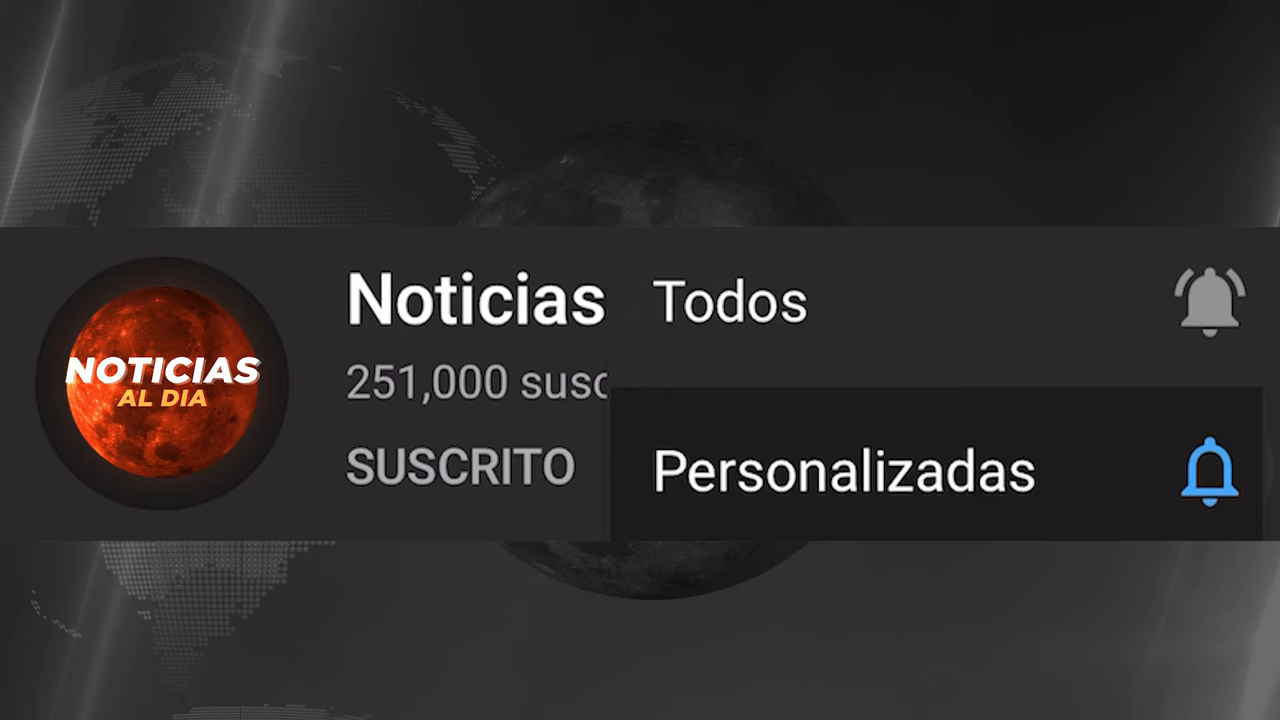 NOTICIAS
AL DIA
Noticias
251,000 susc
SUSCRITO
Todos
Personalizadas